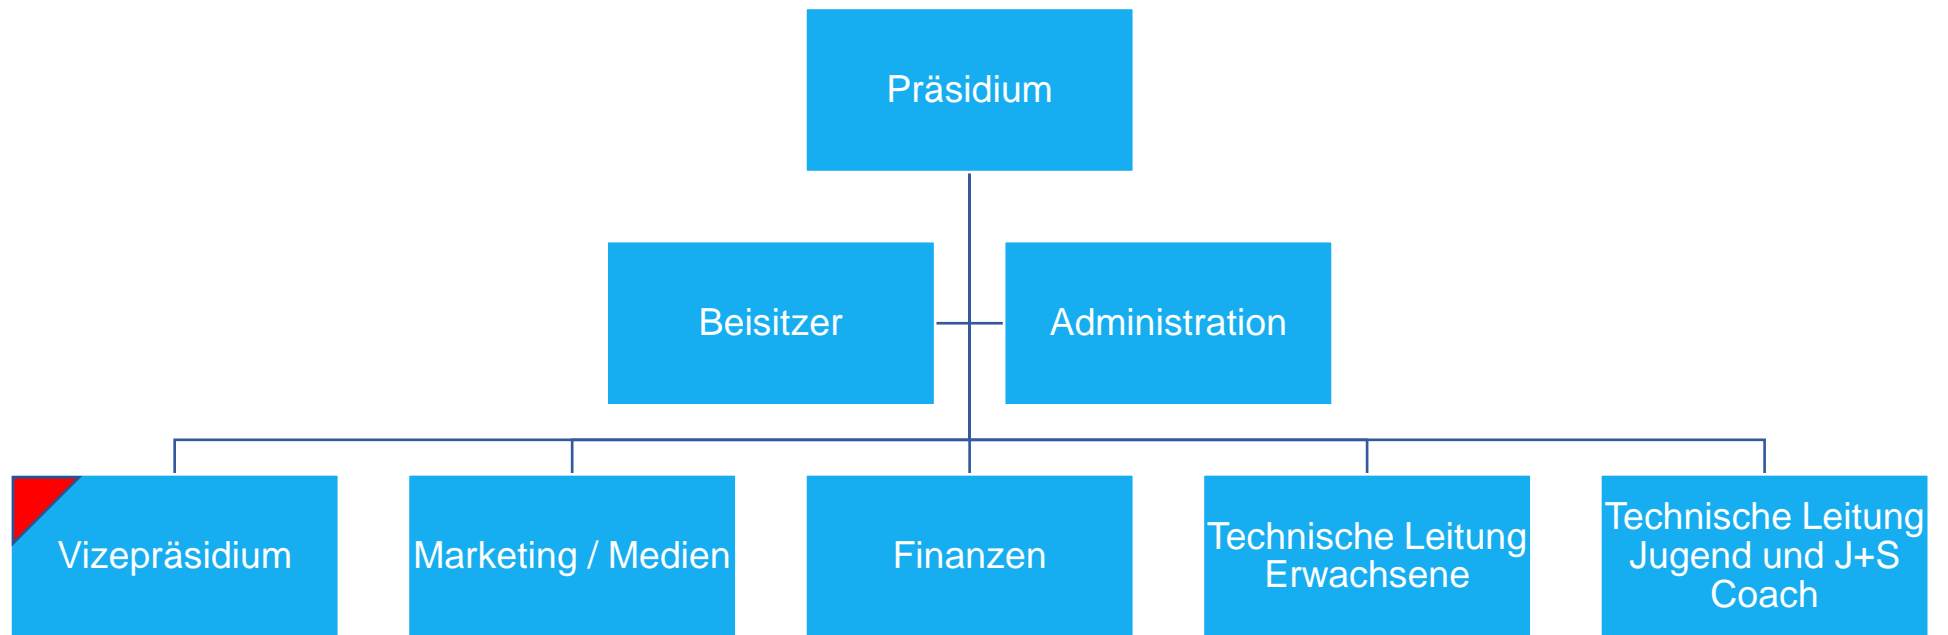 Präsidium
Beisitzer
Administration
Vizepräsidium
Marketing / Medien
Finanzen
Technische Leitung
Erwachsene
Technische Leitung
Jugend und J+S
Coach